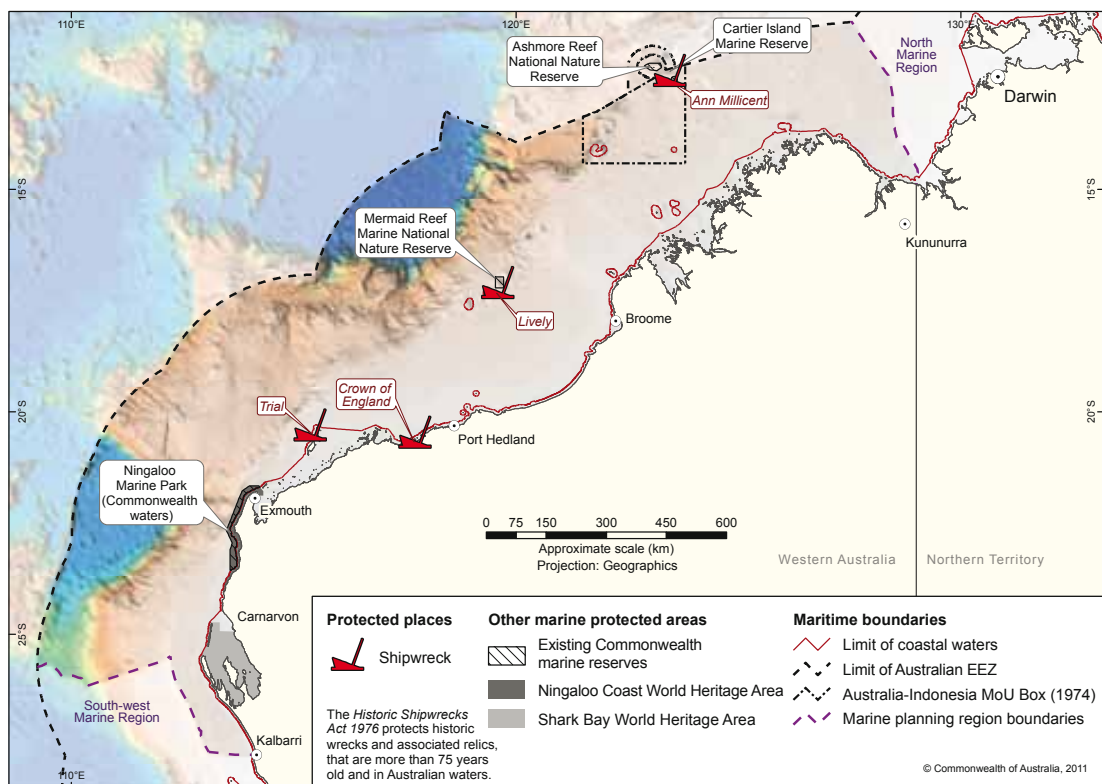 110°E
120°E
130°E
Ashmore Reef
National Nature
Reserve
Cartier Island
Marine Reserve
North
Marine
Region
Darwin
Ann Millicent
15°S
15°S
Mermaid Reef
Marine National
Nature Reserve
Kununurra
Lively
Broome
Crown of
England
Trial
20°S
20°S
Port Hedland
Ningaloo
Marine Park
(Commonwealth
waters)
Exmouth
0 75 150 300 450 600
Approximate scale (km)
Projection: Geographics
Western Australia
Northern Territory
Carnarvon
25°S
South-west
Marine Region
Kalbarri
110°E
Protected places
Shipwreck
The Historic Shipwrecks
Act 1976 protects historic
wrecks and associated relics,
that are more than 75 years
old and in Australian waters.
Other marine protected areas
Existing Commonwealth
marine reserves
Ningaloo Coast World Heritage Area
Shark Bay World Heritage Area
Maritime boundaries
Limit of coastal waters
Limit of Australian EEZ
Australia-Indonesia MoU Box (1974)
Marine planning region boundaries
© Commonwealth of Australia, 2011